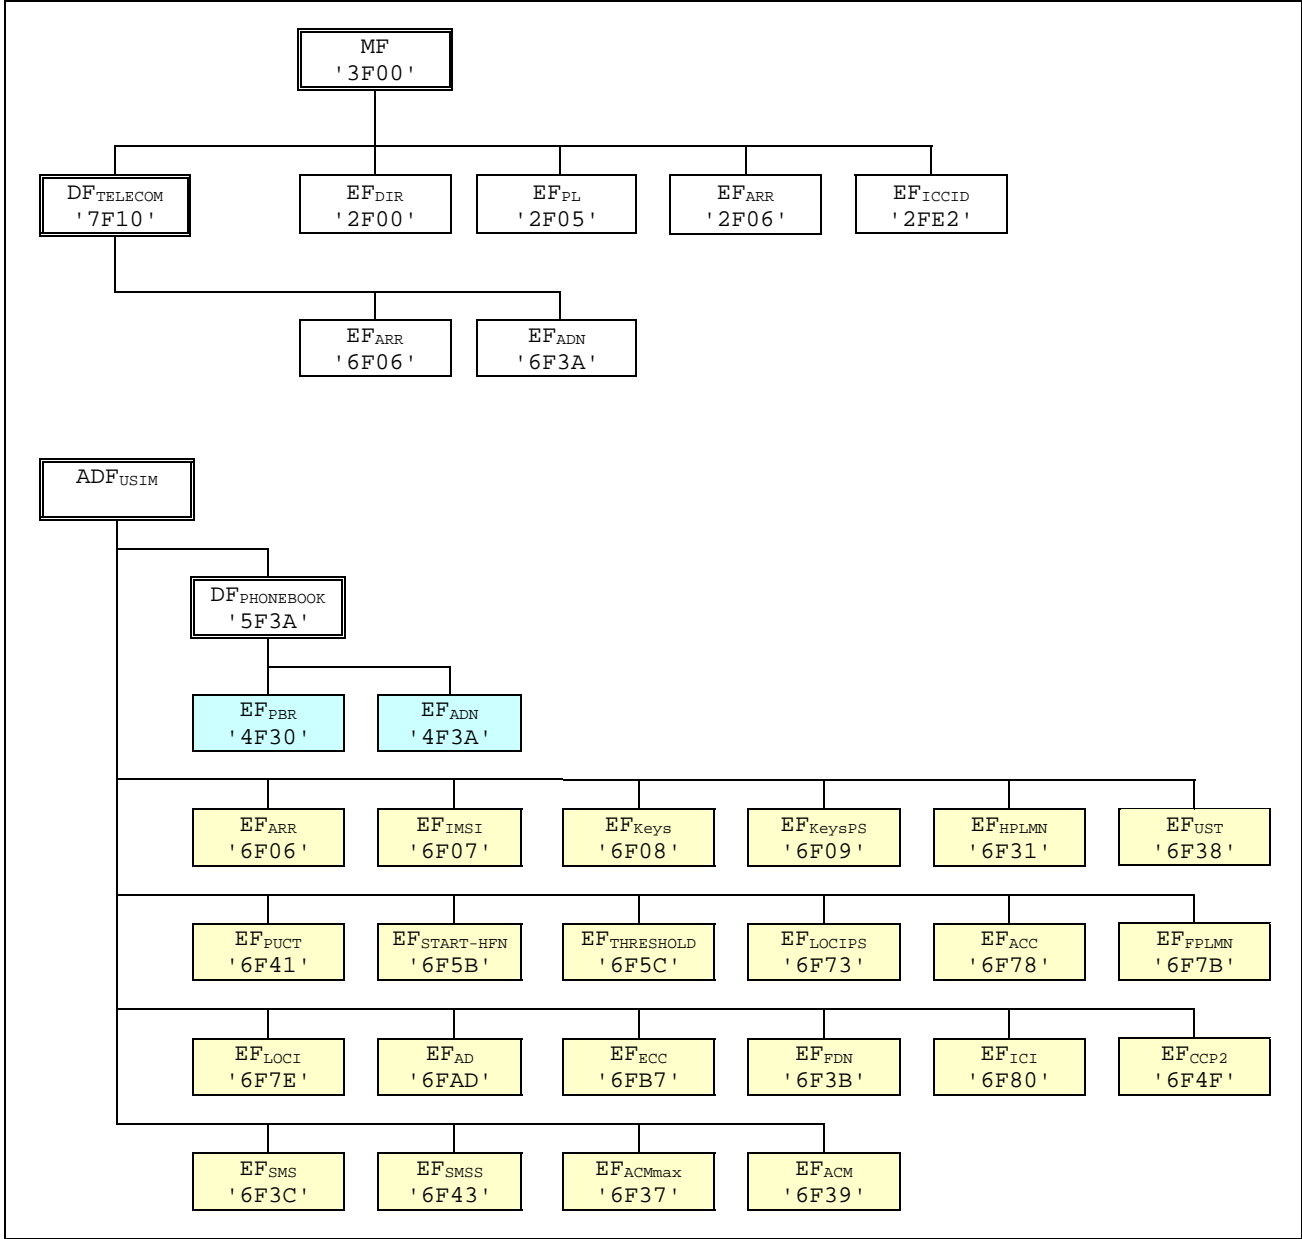 MF
'3F00'
DFTELECOM EFDIR EFPL EFARR EFICCID
'7F10' '2F00' '2F05' '2F06' '2FE2'
EFARR EFADN
'6F06' '6F3A'
ADFUSIM
DFPHONEBOOK
'5F3A'
EFPBR EFADN
'4F30' '4F3A'
EFARR EFIMSI EFKeys EFKeysPS EFHPLMN EFUST
'6F06' '6F07' '6F08' '6F09' '6F31' '6F38'
EFPUCT EFSTART-HFN EFTHRESHOLD EFLOCIPS EFACC EFFPLMN
'6F41' '6F5B' '6F5C' '6F73' '6F78' '6F7B'
EFLOCI EFAD EFECC EFFDN EFICI EFCCP2
'6F7E' '6FAD' '6FB7' '6F3B' '6F80' '6F4F'
EFSMS EFSMSS EFACMmax EFACM
'6F3C' '6F43' '6F37' '6F39'